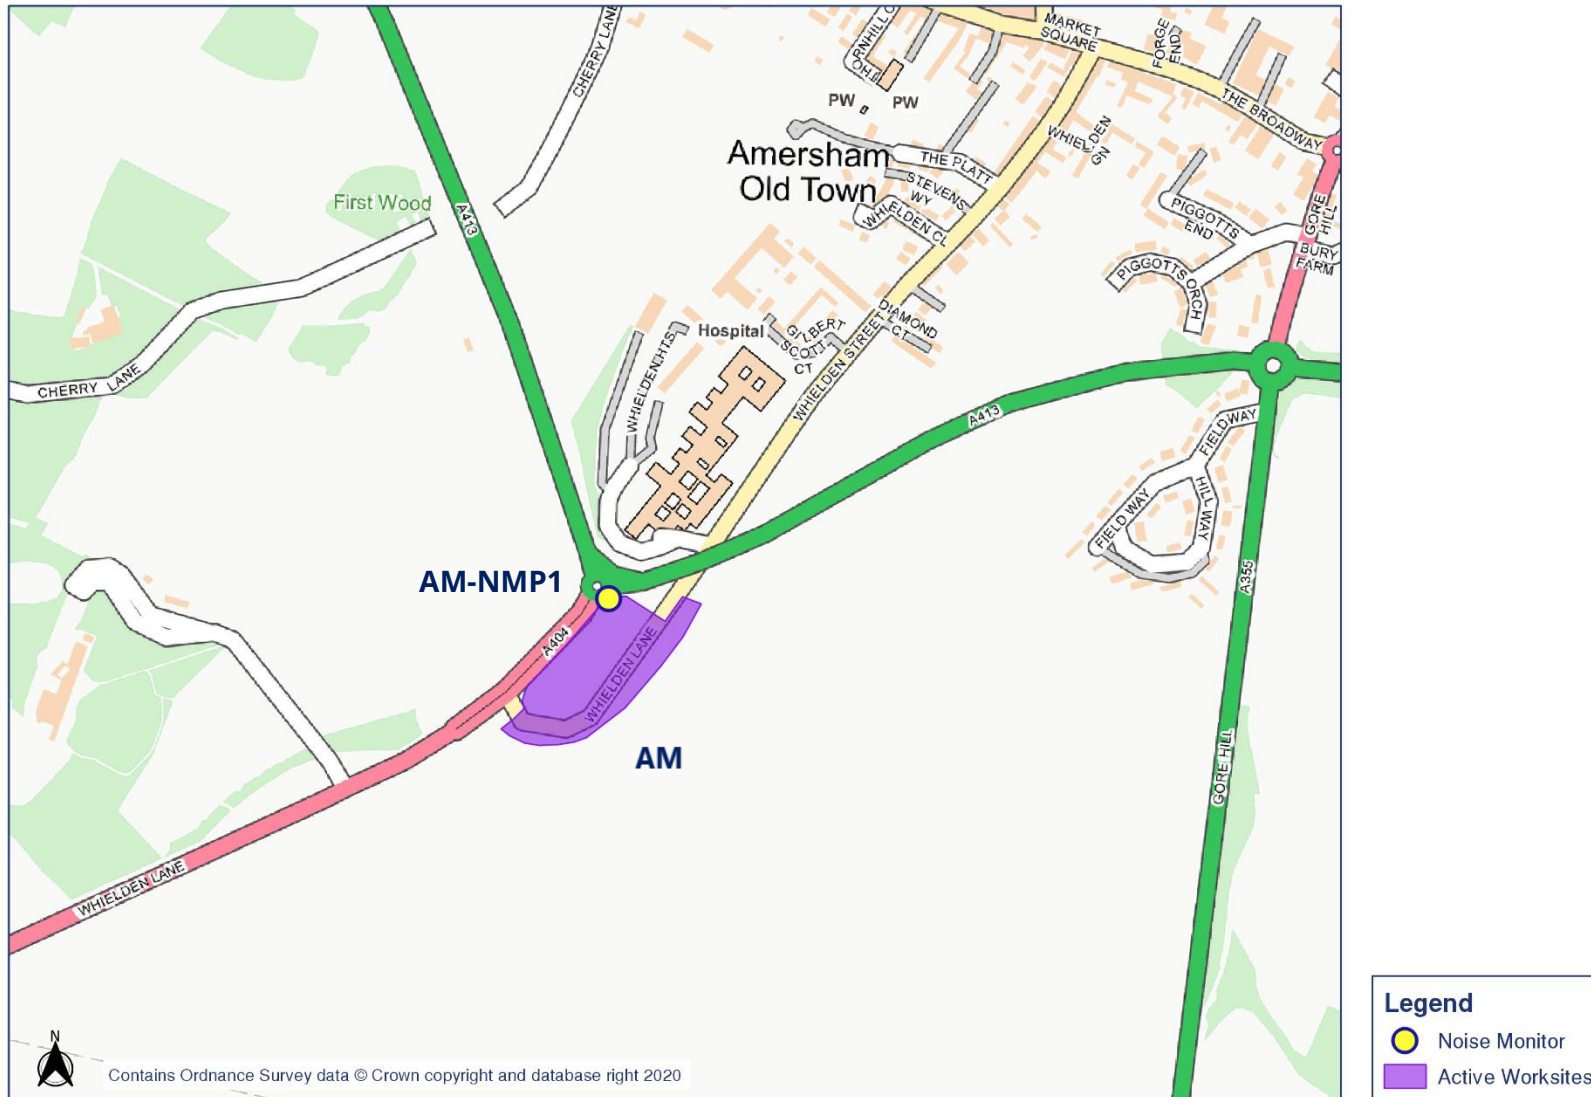 MARKET
SQUARE
FORGE
END
CHERRY LANE
PW
PW
THE BROADWAY
WHIELDEN
GN
Amersham
Old Town
THE PLATT
STEVENS
WY
WHIELDEN CL
First Wood
A413
PIGGOTTS
END
GORE
HILL
BURY
FARM
PIGGOTTS ORCH
DIAMOND
CT
Hospital
GILBERT
SCOTT
CT
WHIELDEN HTS
WHIELDEN STREET
CHERRY LANE
A413
FIELDWAY
FIELD WAY
HILL WAY
AM-NMP1
A355
A404
WHIELDEN LANE
AM
GORE HILL
WHIELDEN LANE
N
Contains Ordnance Survey data © Crown copyright and database right 2020
Legend
Noise Monitor
Active Worksites